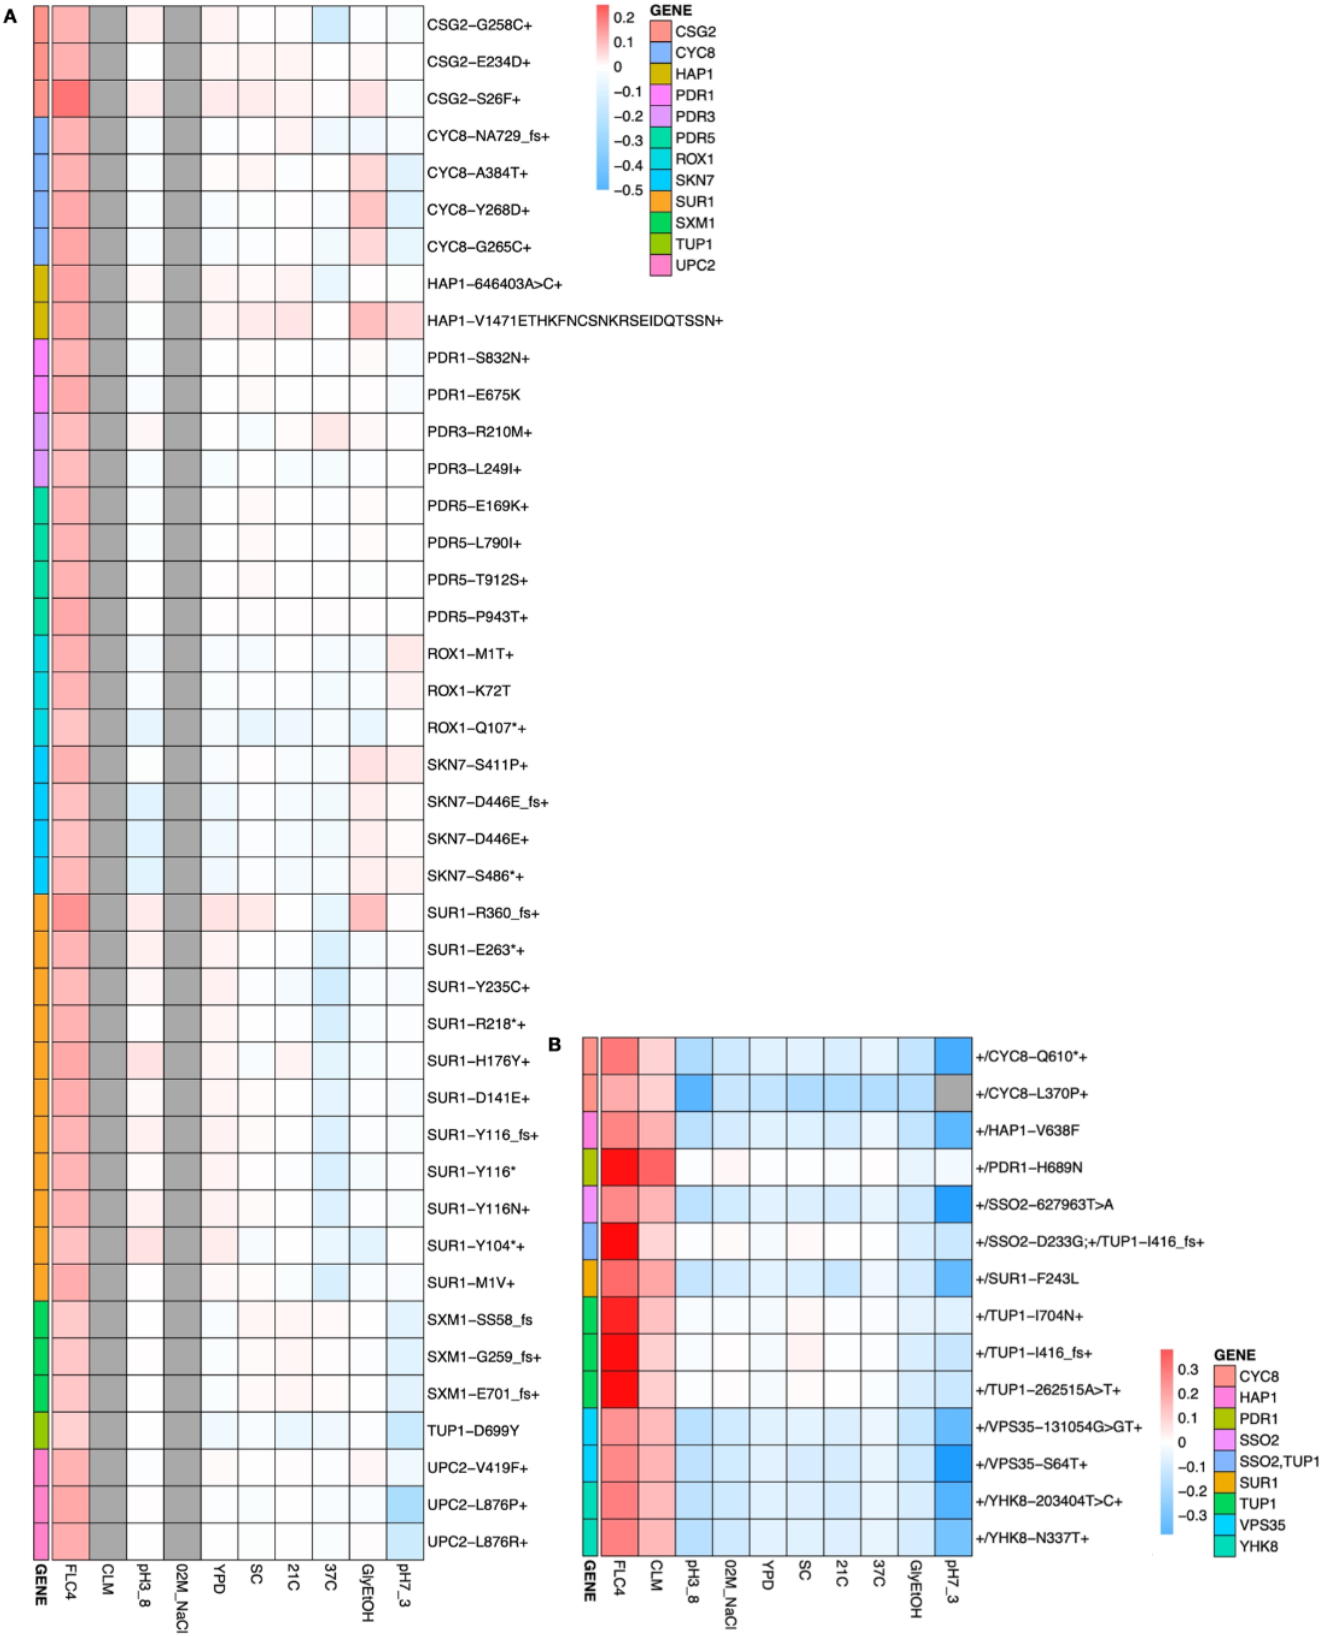 A
CSG2−G258C+
CSG2−E234D+
CSG2−S26F+
CYC8−NA729_fs+
CYC8−A384T+
CYC8−Y268D+
CYC8−G265C+
HAP1−646403A>C+
HAP1−V1471ETHKFNCSNKRSEIDQTSSN+
PDR1−S832N+
PDR1−E675K
PDR3−R210M+
PDR3−L249I+
PDR5−E169K+
PDR5−L790I+
PDR5−T912S+
PDR5−P943T+
ROX1−M1T+
ROX1−K72T
ROX1−Q107*+
SKN7−S411P+
SKN7−D446E_fs+
SKN7−D446E+
SKN7−S486*+
SUR1−R360_fs+
SUR1−E263*+
SUR1−Y235C+
SUR1−R218*+
SUR1−H176Y+
SUR1−D141E+
SUR1−Y116_fs+
SUR1−Y116*
SUR1−Y116N+
SUR1−Y104*+
SUR1−M1V+
SXM1−SS58_fs
SXM1−G259_fs+
SXM1−E701_fs+
TUP1−D699Y
UPC2−V419F+
UPC2−L876P+
UPC2−L876R+
GENE
FLC4
CLM
pH3_8
02M_NaCl
YPD
SC
21C
37C
GlyEtOH
pH7_3
0.2
0.1
0
−0.1
−0.2
−0.3
−0.4
−0.5
GENE
CSG2
CYC8
HAP1
PDR1
PDR3
PDR5
ROX1
SKN7
SUR1
SXM1
TUP1
UPC2
B
+/CYC8−Q610*+
+/CYC8−L370P+
+/HAP1−V638F
+/PDR1−H689N
+/SSO2−627963T>A
+/SSO2−D233G;+/TUP1−I416_fs+
+/SUR1−F243L
+/TUP1−I704N+
+/TUP1−I416_fs+
+/TUP1−262515A>T+
+/VPS35−131054G>GT+
+/VPS35−S64T+
+/YHK8−203404T>C+
+/YHK8−N337T+
GENE
FLC4
CLM
pH3_8
02M_NaCl
YPD
SC
21C
37C
GlyEtOH
pH7_3
0.3
0.2
0.1
0
−0.1
−0.2
−0.3
GENE
CYC8
HAP1
PDR1
SSO2
SSO2,TUP1
SUR1
TUP1
VPS35
YHK8